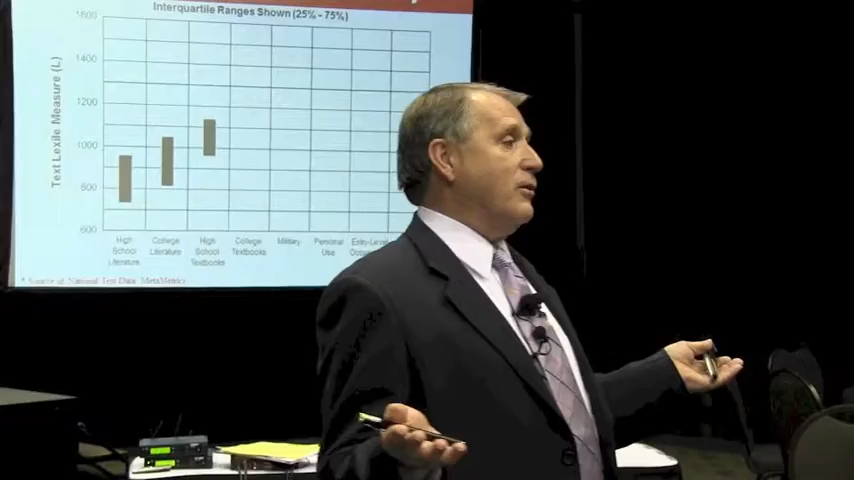 Interquartile Ranges Shown (25% - 75%)
1600
1400
1200
1000
800
600
Text Lexile Measure (L)
High School Literature
College Literature
High School Textbooks
College Textbooks
Military
Personal Use
Entry-Level
* Source of National Test Data: MetaMetrics